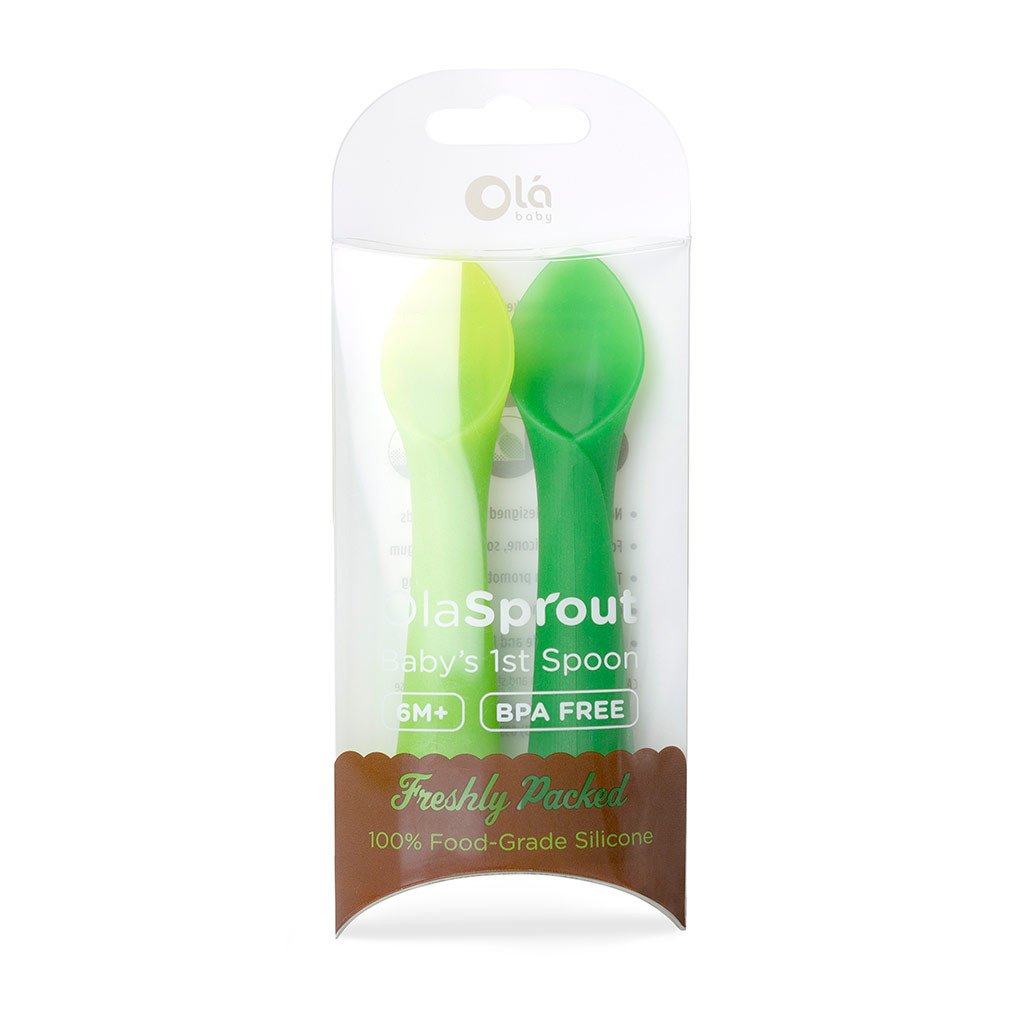 Olá
baby
OlaSprout
Baby's 1st Spoon
6M+
BPA FREE
Freshly Packed
100% Food-Grade Silicone